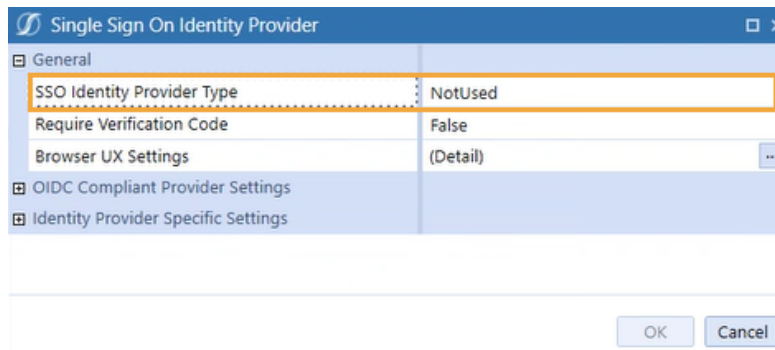 Single Sign On Identity Provider
General
SSO Identity Provider Type NotUsed
Require Verification Code False
Browser UX Settings (Detail) ...
OIDC Compliant Provider Settings
Identity Provider Specific Settings
OK Cancel